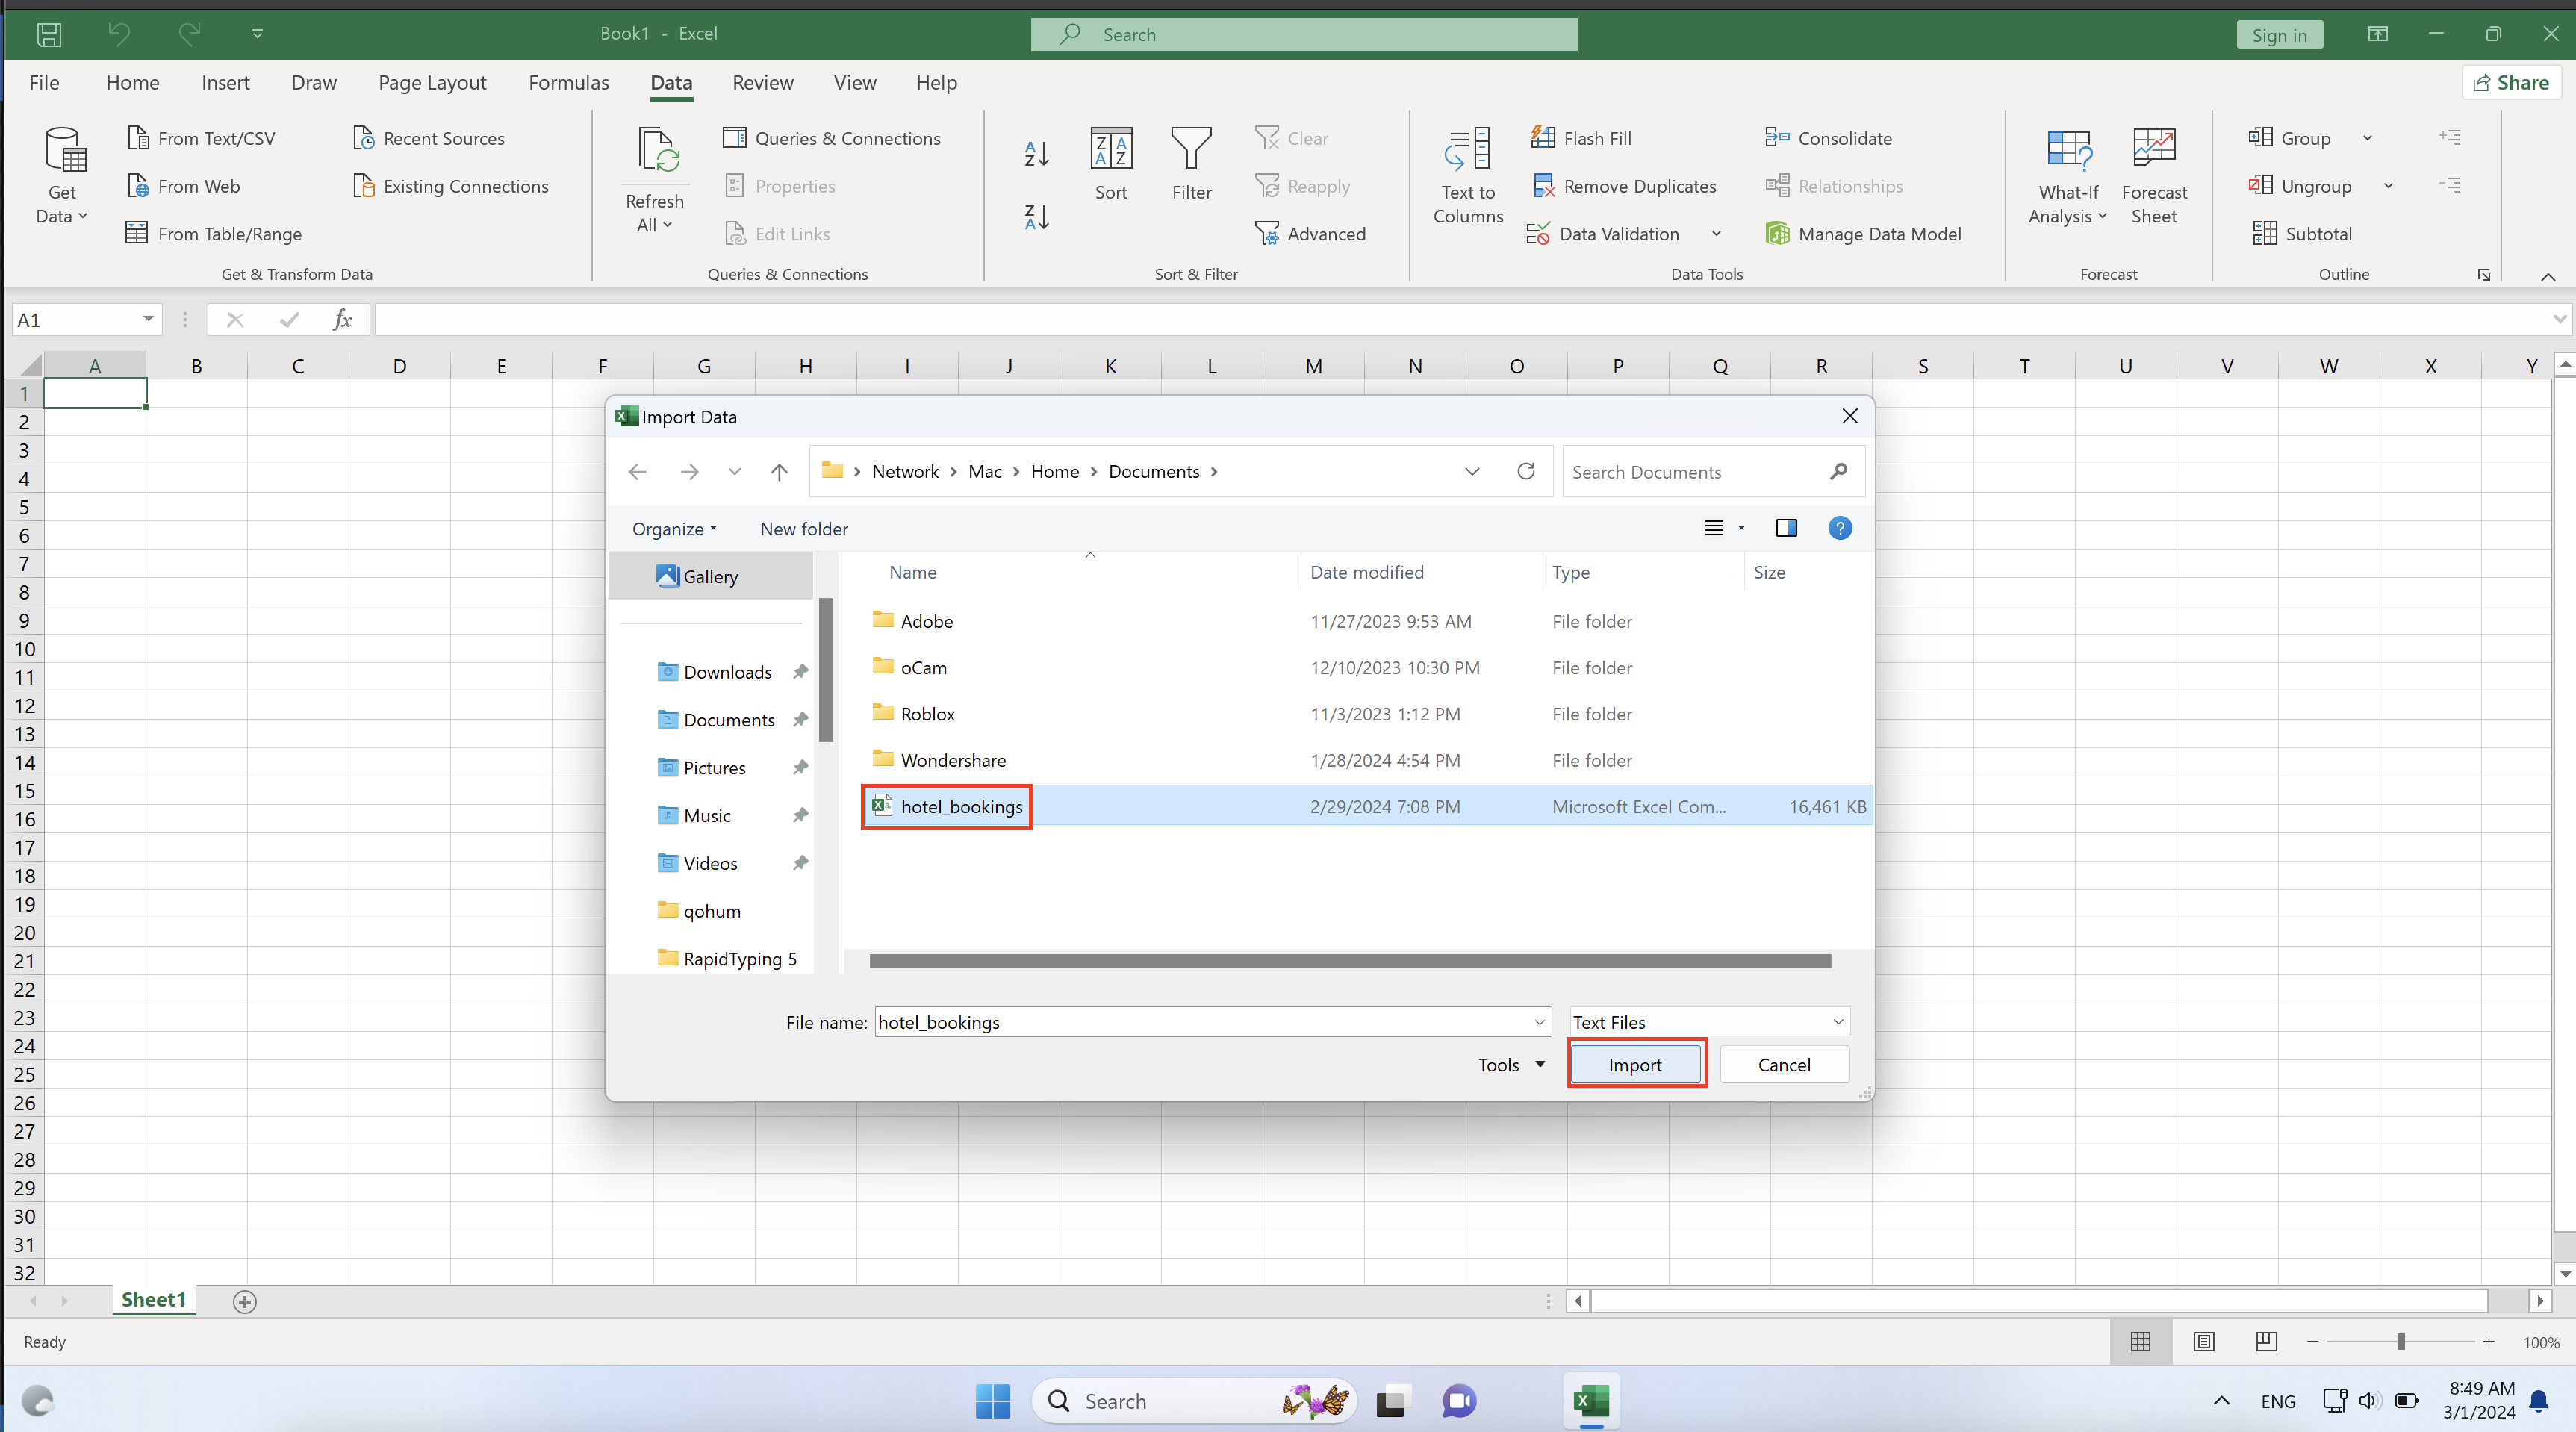 Book1 - Excel
Search
Sign in
File Home Insert Draw Page Layout Formulas Data Review View Help
Share
Get Data
From Text/CSV
From Web
From Table/Range
Recent Sources
Existing Connections
Get & Transform Data
Refresh All
Queries & Connections
Properties
Edit Links
Queries & Connections
Sort
Filter
Clear
Reapply
Advanced
Sort & Filter
Text to Columns
Flash Fill
Remove Duplicates
Data Validation
Consolidate
Relationships
Manage Data Model
Data Tools
What-If Analysis
Forecast Sheet
Forecast
Group
Ungroup
Subtotal
Outline
A1
fx
A B C D E F G H I J K L M N O P Q R S T U V W X Y
1
2
3
4
5
6
7
8
9
10
11
12
13
14
15
16
17
18
19
20
21
22
23
24
25
26
27
28
29
30
31
32
Import Data
Network > Mac > Home > Documents >
Search Documents
Organize
New folder
Gallery
Downloads
Documents
Pictures
Music
Videos
qohum
RapidTyping 5
Name Date modified Type Size
Adobe 11/27/2023 9:53 AM File folder
oCam 12/10/2023 10:30 PM File folder
Roblox 11/3/2023 1:12 PM File folder
Wondershare 1/28/2024 4:54 PM File folder
hotel_bookings 2/29/2024 7:08 PM Microsoft Excel Com... 16,461 KB
File name: hotel_bookings
Text Files
Tools
Import
Cancel
Sheet1
Ready
100%
Search
ENG
8:49 AM
3/1/2024